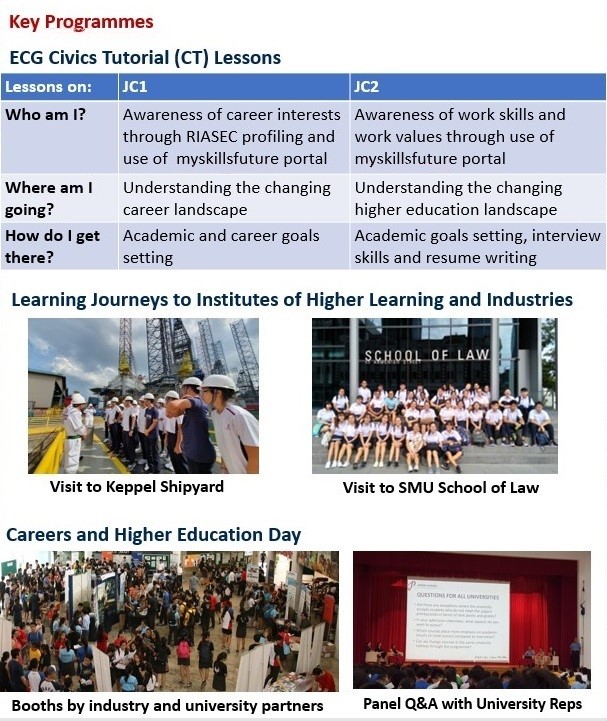 Key Programmes
ECG Civics Tutorial (CT) Lessons
Lessons on: JC1 JC2
Who am I? Awareness of career interests Awareness of work skills and
through RIASEC profiling and work values through use of
use of myskillsfuture portal myskillsfuture portal
Where am I Understanding the changing Understanding the changing
going? career landscape higher education landscape
How do I get Academic and career goals Academic goals setting, interview
there? setting skills and resume writing
Learning Journeys to Institutes of Higher Learning and Industries
SCHOOL OF LAW
Visit to Keppel Shipyard Visit to SMU School of Law
Careers and Higher Education Day
QUESTIONS FOR ALL UNIVERSITIES
Booths by industry and university partners Panel Q&A with University Reps